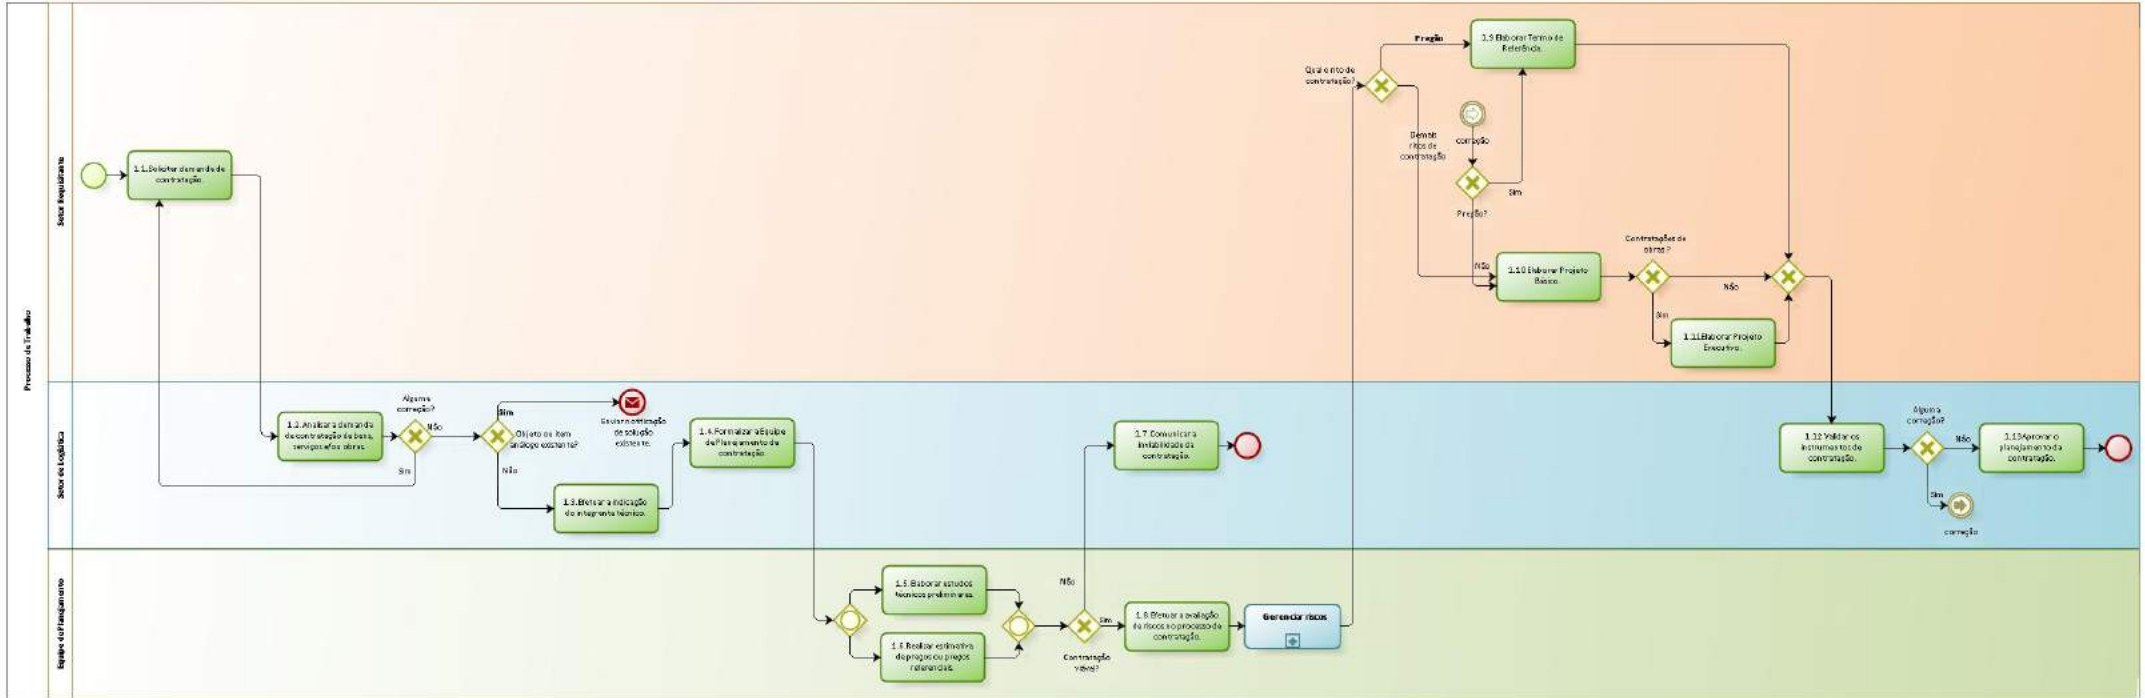 Processo de Trabalho
Setor Requisitante
1.1. Solicitar demanda de
contratação.
Qual o rito de
contratação?
Pregão
1.9 Elaborar Termo de
Referência.
Demais
ritos de
contratação
correção
Pregão?
Sim
Não
1.10 Elaborar Projeto
Básico.
Contratações de
obras ?
Não
Sim
1.11 Elaborar Projeto
Executivo.
Setor de Logística
1.2. Analisar a demanda
de contratação de bens,
serviços e/ou obras.
Alguma
correção?
Não
Sim
Objeto ou item
análogo existente?
Sim
Não
Enviar notificação
de solução
existente.
1.3. Efetuar a indicação
do integrante técnico.
1.4. Formalizar a Equipe
de Planejamento de
contratação.
1.7. Comunicar a
inviabilidade da
contratação.
1.12 Validar os
instrumentos de
contratação.
Alguma
correção?
Não
Sim
correção
1.13 Aprovar o
planejamento da
contratação.
Equipe de Planejamento
1.5. Elaborar estudos
técnicos preliminares.
1.6. Realizar estimativa
de preços ou preços
referenciais.
Não
Sim
Contratação
viável?
1.8. Efetuar a avaliação
de riscos no processo de
contratação.
Gerenciar riscos